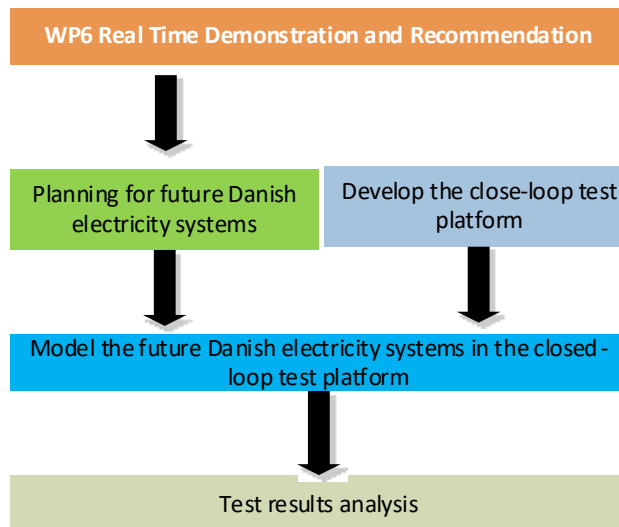 WP6 Real Time Demonstration and Recommendation
Planning for future Danish
electricity systems
Develop the close-loop test
platform
Model the future Danish electricity systems in the closed -
loop test platform
Test results analysis